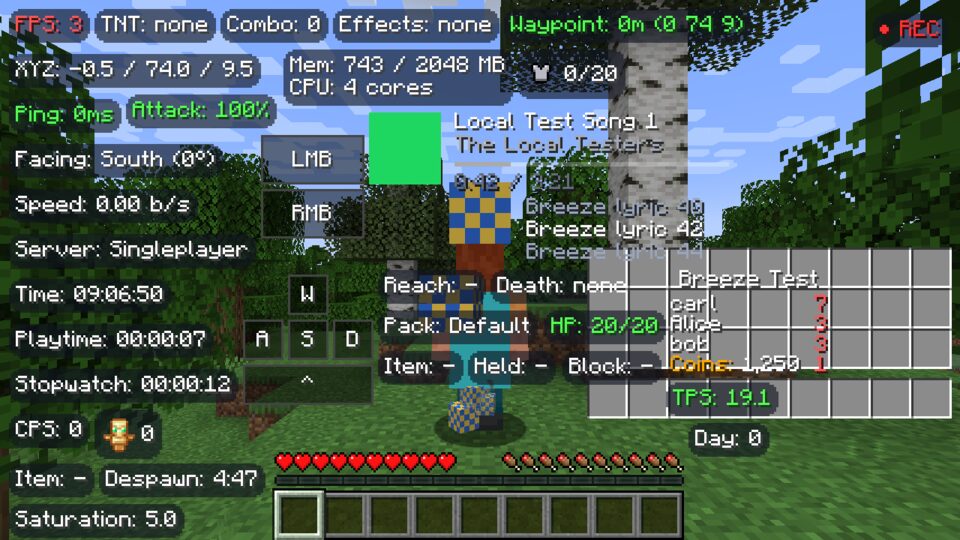 FPS: 3 TNT: none Combo: 0 Effects: none Waypoint: 0m (0 74 9) REC
XYZ: -0.5 / 74.0 / 9.5
Mem: 743 / 2048 MB
CPU: 4 cores
0/20
Ping: 0ms Attack: 100%
Local Test Song 1
The Local Testers
Facing: South (0°)
LMB
0:42 /
Speed: 0.00 b/s
RMB
Breeze lyric 40
Breeze lyric 42
Breeze lyric 44
Server: Singleplayer
Breeze Test
Reach: - Death: none
Time: 09:06:50
W
carl 7
Alice 3
bob 3
Coins: 1,250 1
Pack: Default HP: 20/20
Playtime: 00:00:07
A S D
Item: - Held: - Block: -
Stopwatch: 00:00:12
^
TPS: 19.1
CPS: 0 0
Day: 0
Item: - Despawn: 4:47
Saturation: 5.0